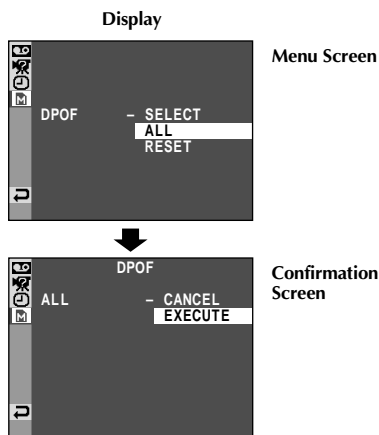 Display
Menu Screen
M
DPOF – SELECT
ALL
RESET
DPOF
Confirmation
Screen
ALL – CANCEL
EXECUTE
M